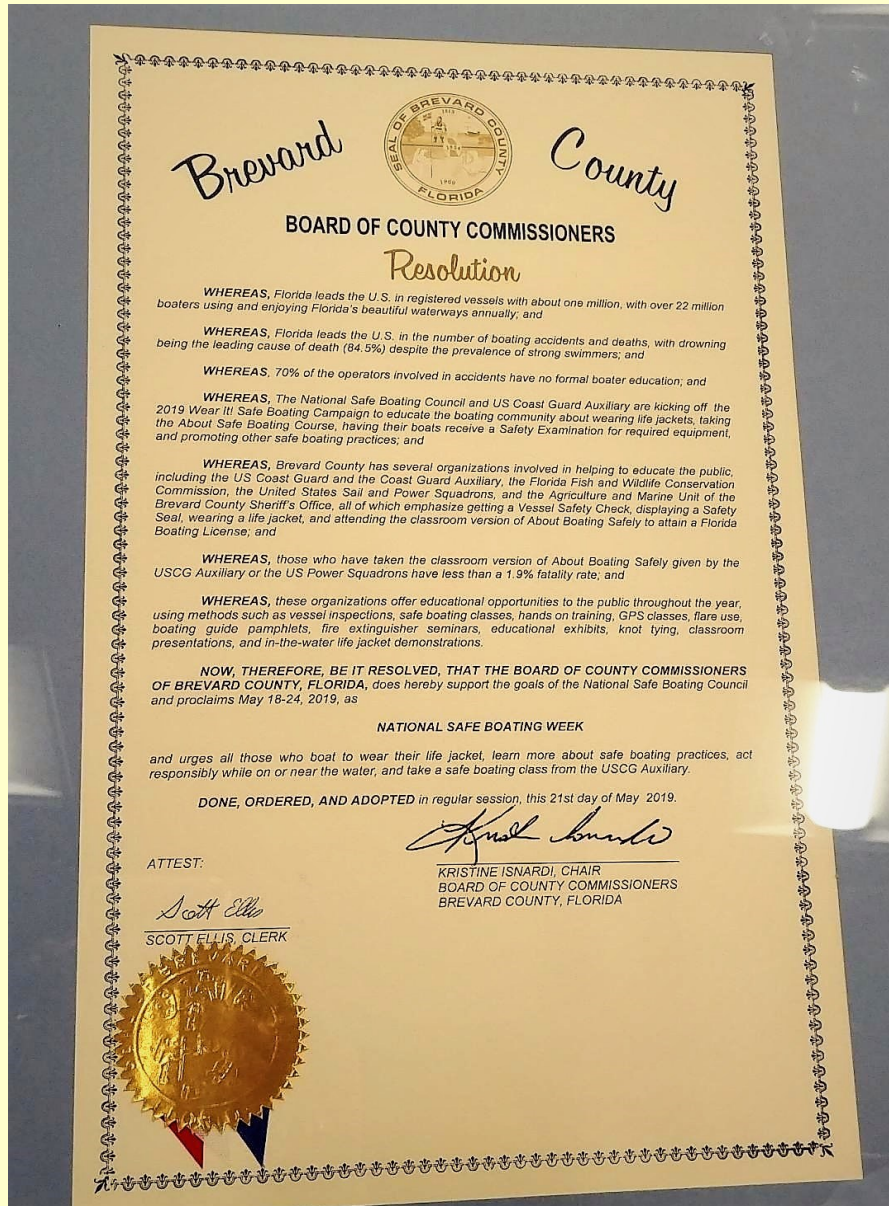 Brevard County
SEAL OF BREVARD COUNTY
FLORIDA
BOARD OF COUNTY COMMISSIONERS
Resolution
WHEREAS, Florida leads the U.S. in registered vessels with about one million, with over 22 million
boaters using and enjoying Florida's beautiful waterways annually; and
WHEREAS, Florida leads the U.S. in the number of boating accidents and deaths, with drowning
being the leading cause of death (84.5%) despite the prevalence of strong swimmers; and
WHEREAS, 70% of the operators involved in accidents have no formal boater education; and
WHEREAS, The National Safe Boating Council and US Coast Guard Auxiliary are kicking off the
2019 Wear It! Safe Boating Campaign to educate the boating community about wearing life jackets, taking
the About Safe Boating Course, having their boats receive a Safety Examination for required equipment,
and promoting other safe boating practices; and
WHEREAS, Brevard County has several organizations involved in helping to educate the public,
including the US Coast Guard and the Coast Guard Auxiliary, the Florida Fish and Wildlife Conservation
Commission, the United States Sail and Power Squadrons, and the Agriculture and Marine Unit of the
Brevard County Sheriff's Office, all of which emphasize getting a Vessel Safety Check, displaying a Safety
Seal, wearing a life jacket, and attending the classroom version of About Boating Safely to attain a Florida
Boating License; and
WHEREAS, those who have taken the classroom version of About Boating Safely given by the
USCG Auxiliary or the US Power Squadrons have less than a 1.9% fatality rate; and
WHEREAS, these organizations offer educational opportunities to the public throughout the year,
using methods such as vessel inspections, safe boating classes, hands on training, GPS classes, flare use,
boating guide pamphlets, fire extinguisher seminars, educational exhibits, knot tying, classroom
presentations, and in-the-water life jacket demonstrations.
NOW, THEREFORE, BE IT RESOLVED, THAT THE BOARD OF COUNTY COMMISSIONERS
OF BREVARD COUNTY, FLORIDA, does hereby support the goals of the National Safe Boating Council
and proclaims May 18-24, 2019, as
NATIONAL SAFE BOATING WEEK
and urges all those who boat to wear their life jacket, learn more about safe boating practices, act
responsibly while on or near the water, and take a safe boating class from the USCG Auxiliary.
DONE, ORDERED, AND ADOPTED in regular session, this 21st day of May 2019.
ATTEST:
KRISTINE ISNARDI, CHAIR
BOARD OF COUNTY COMMISSIONERS
BREVARD COUNTY, FLORIDA
Scott Ellis
SCOTT ELLIS, CLERK
BREVARD